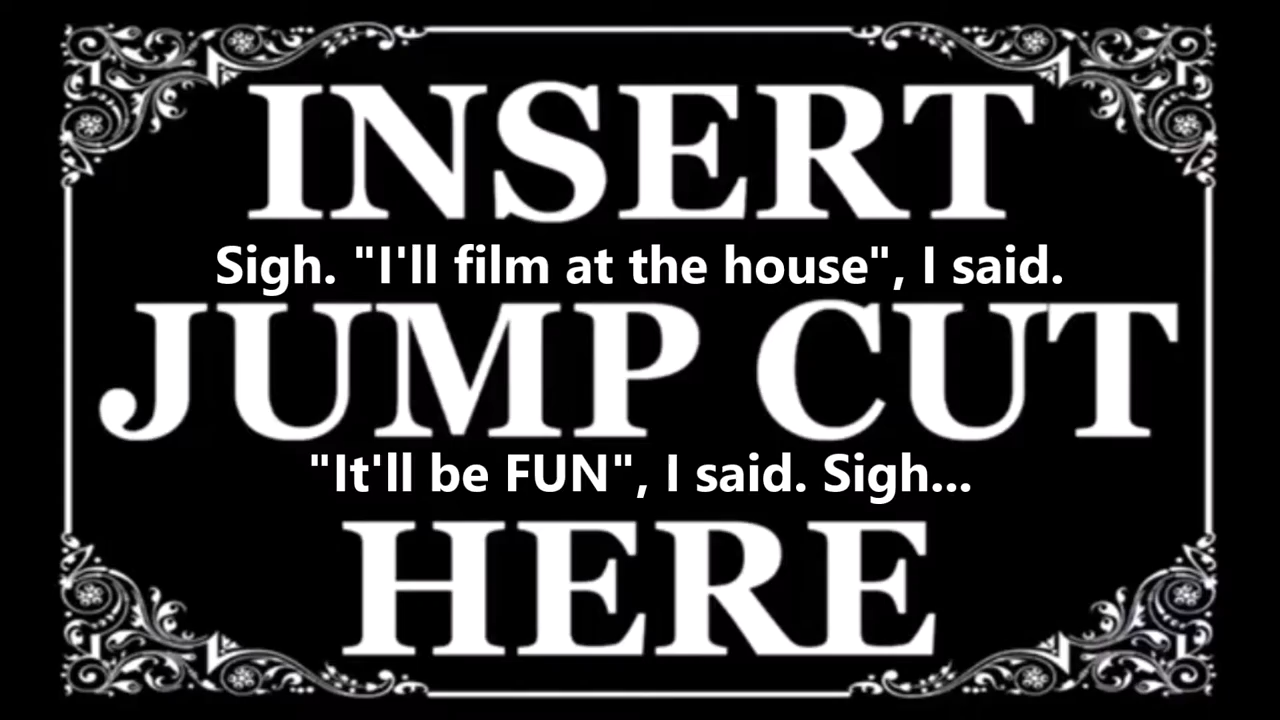 INSERT
Sigh. "I'll film at the house", I said.
JUMP CUT
"It'll be FUN", I said. Sigh...
HERE